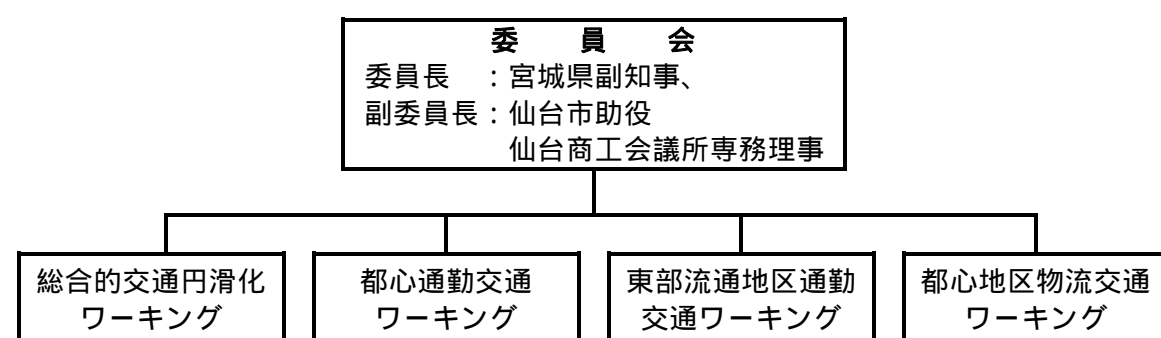 委員会
委員長　：宮城県副知事、
副委員長：仙台市助役
仙台商工会議所専務理事
総合的交通円滑化
ワーキング
都心通勤交通
ワーキング
東部流通地区通勤
交通ワーキング
都心地区物流交通
ワーキング